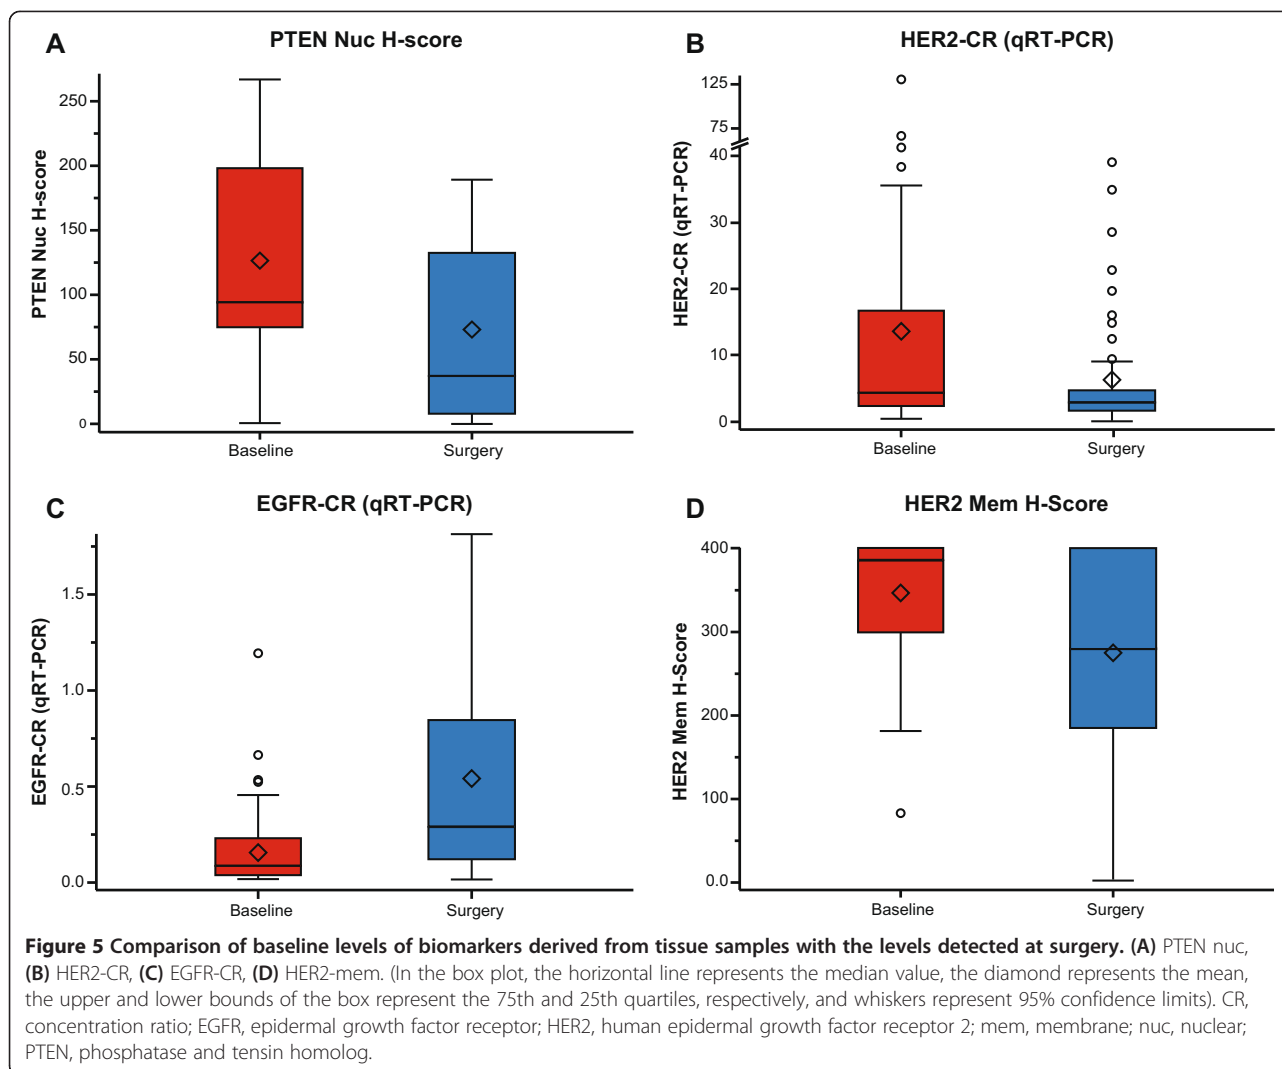 A
PTEN Nuc H-score
PTEN Nuc H-score
250
200
150
100
50
0
Baseline
Surgery
B
HER2-CR (qRT-PCR)
HER2-CR (qRT-PCR)
125
75
40
30
20
10
0
Baseline
Surgery
C
EGFR-CR (qRT-PCR)
EGFR-CR (qRT-PCR)
1.5
1.0
0.5
0.0
Baseline
Surgery
D
HER2 Mem H-Score
HER2 Mem H-Score
400
300
200
100
0.0
Baseline
Surgery
Figure 5 Comparison of baseline levels of biomarkers derived from tissue samples with the levels detected at surgery. (A) PTEN nuc,
(B) HER2-CR, (C) EGFR-CR, (D) HER2-mem. (In the box plot, the horizontal line represents the median value, the diamond represents the mean,
the upper and lower bounds of the box represent the 75th and 25th quartiles, respectively, and whiskers represent 95% confidence limits). CR,
concentration ratio; EGFR, epidermal growth factor receptor; HER2, human epidermal growth factor receptor 2; mem, membrane; nuc, nuclear;
PTEN, phosphatase and tensin homolog.